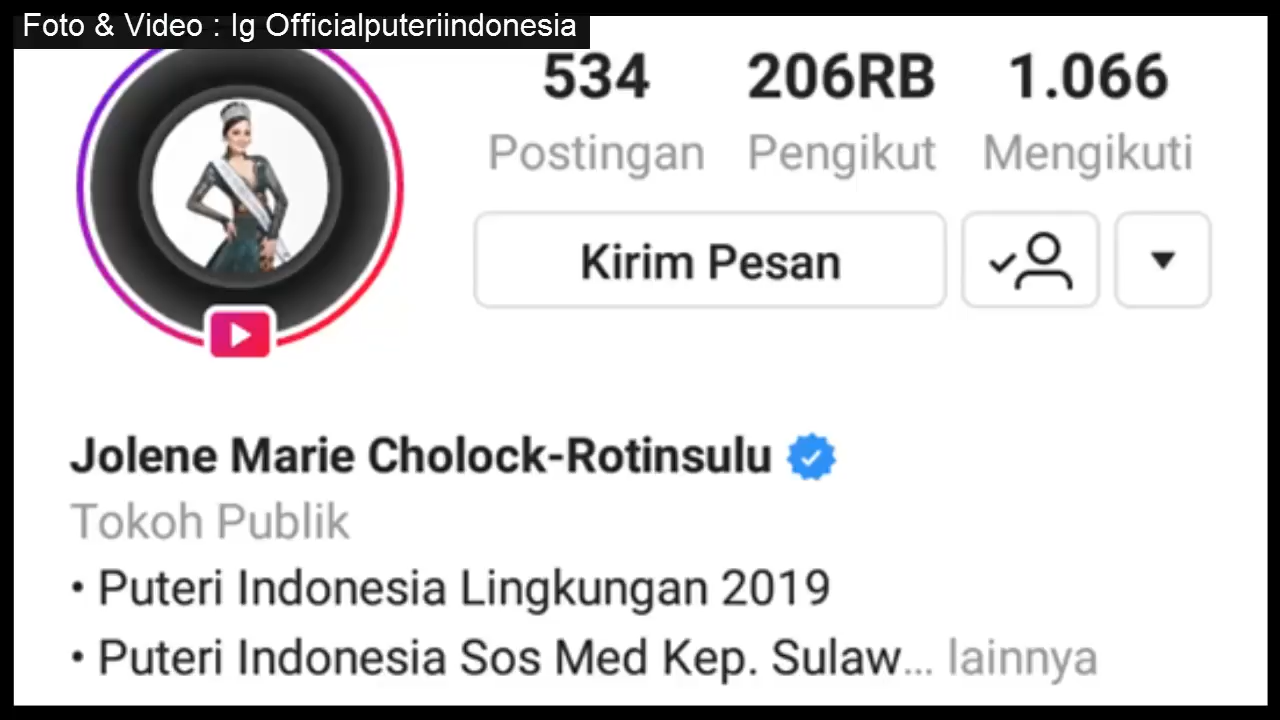 Foto & Video : Ig Officialputeriindonesia
534 206RB 1.066
Postingan Pengikut Mengikuti
Kirim Pesan
Jolene Marie Cholock-Rotinsulu
Tokoh Publik
• Puteri Indonesia Lingkungan 2019
• Puteri Indonesia Sos Med Kep. Sulaw... lainnya